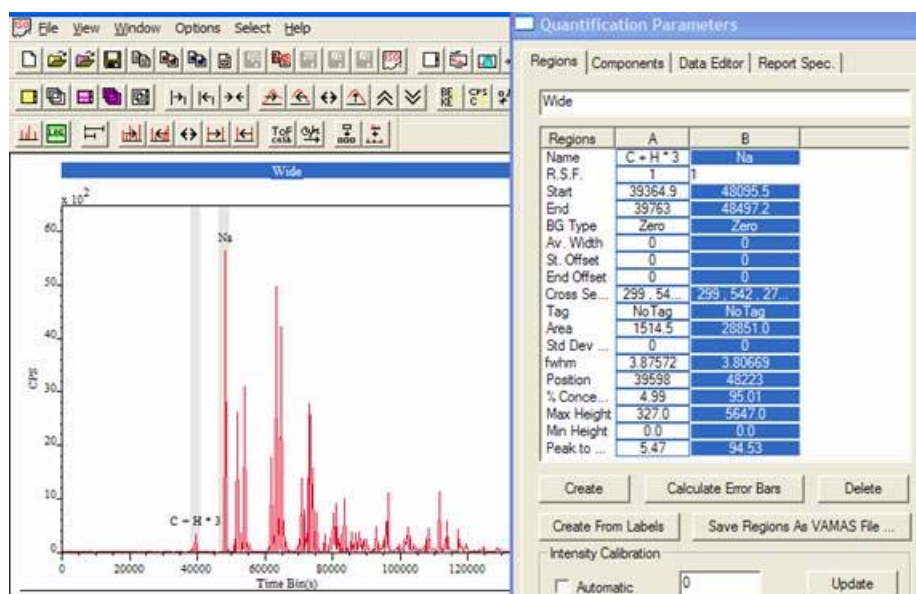 File View Window Options Select Help
Quantification Parameters
Regions Components Data Editor Report Spec.
Wide
Regions A B
Name C + H * 3 Na
R.S.F. 1 1
Start 39364.9 48095.5
End 39763 48497.2
BG Type Zero Zero
Av. Width 0 0
St. Offset 0 0
End Offset 0 0
Cross Se... 299 , 54... 299 , 542 , 27...
Tag NoTag NoTag
Area 1514.5 28851.0
Std Dev ... 0 0
fwhm 3.87572 3.80669
Position 39598 48223
% Conce... 4.99 95.01
Max Height 327.0 5647.0
Min Height 0.0 0.0
Peak to ... 5.47 94.53
Create Calculate Error Bars Delete
Create From Labels Save Regions As VAMAS File ...
Intensity Calibration
Automatic 0 Update
BE KE CPS C
LOG ToF
Wide
x 10²
60
50
40
30
20
10
0
CPS
Na
C + H * 3
0 20000 40000 60000 80000 100000 120000
Time Bin(s)